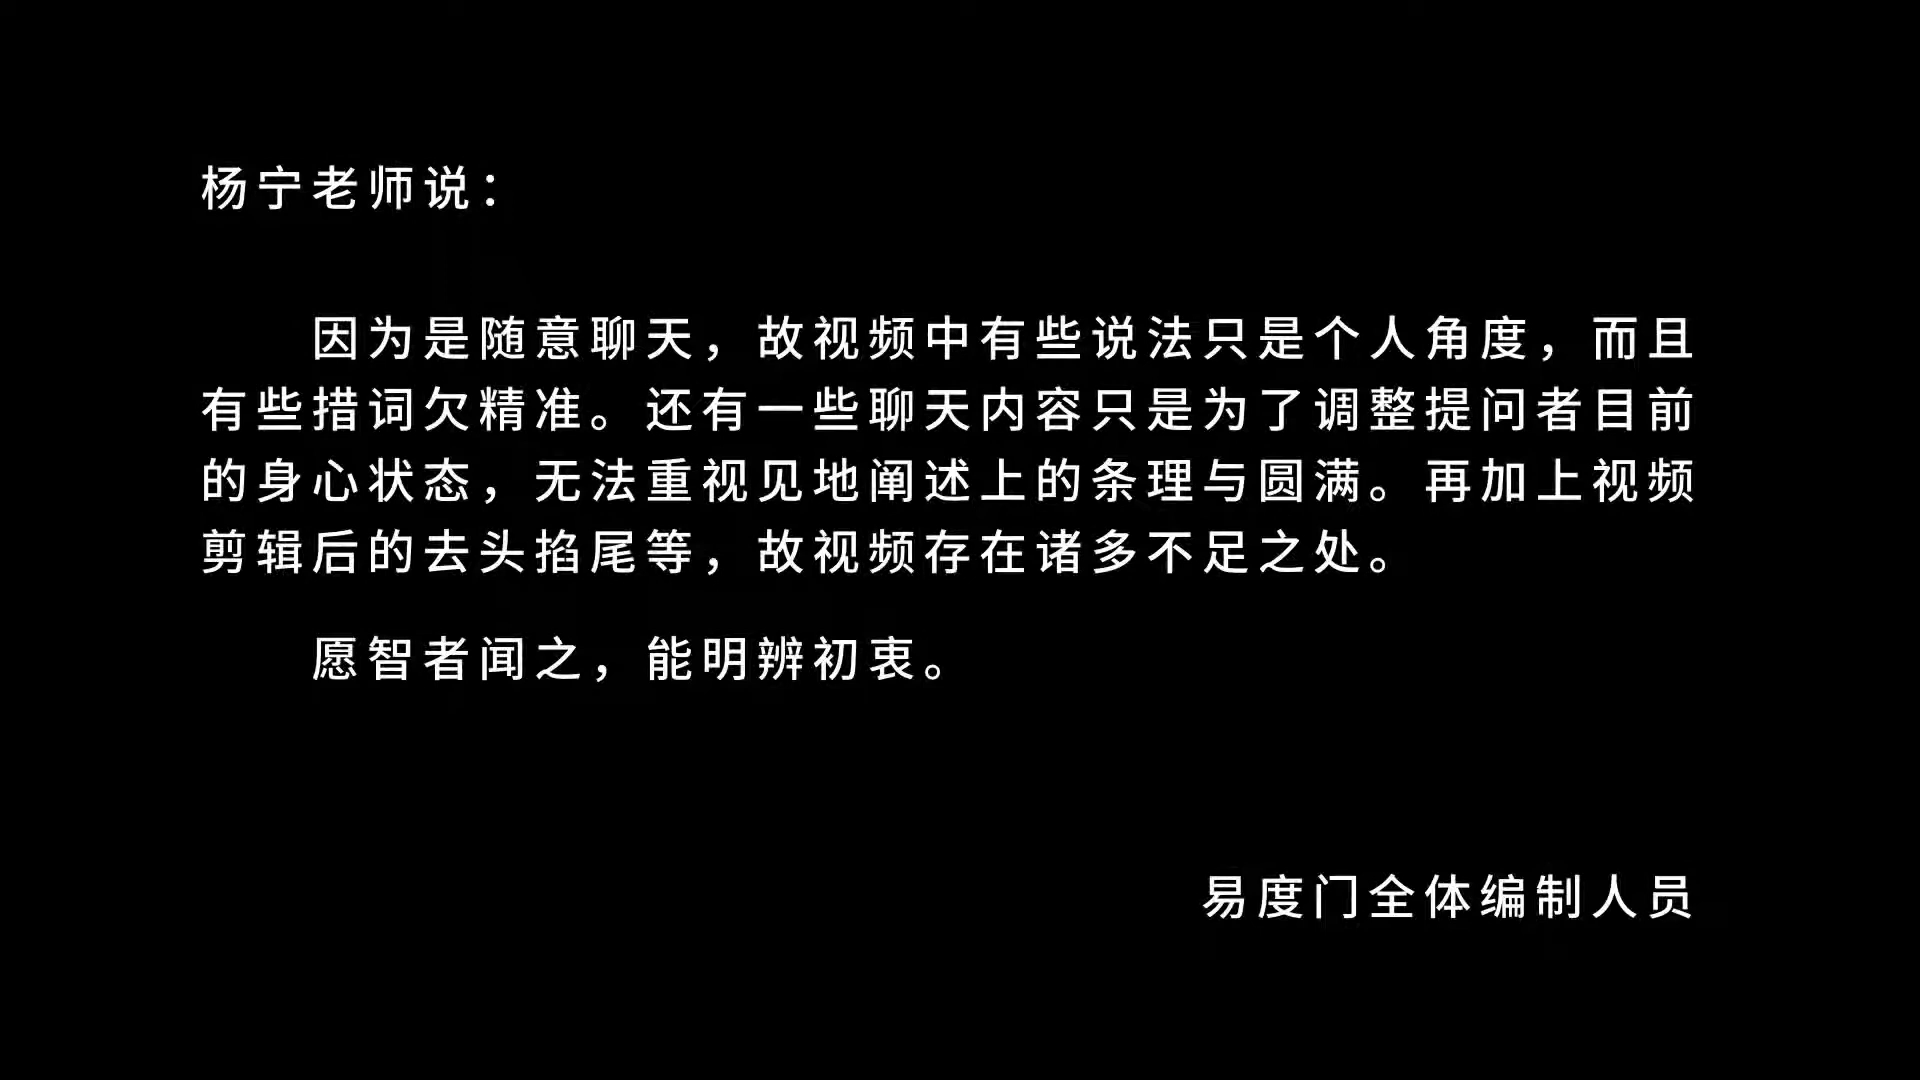 杨宁老师说：
因为是随意聊天，故视频中有些说法只是个人角度，而且
有些措词欠精准。还有一些聊天内容只是为了调整提问者目前
的身心状态，无法重视见地阐述上的条理与圆满。再加上视频
剪辑后的去头掐尾等，故视频存在诸多不足之处。
愿智者闻之，能明辨初衷。
易度门全体编制人员